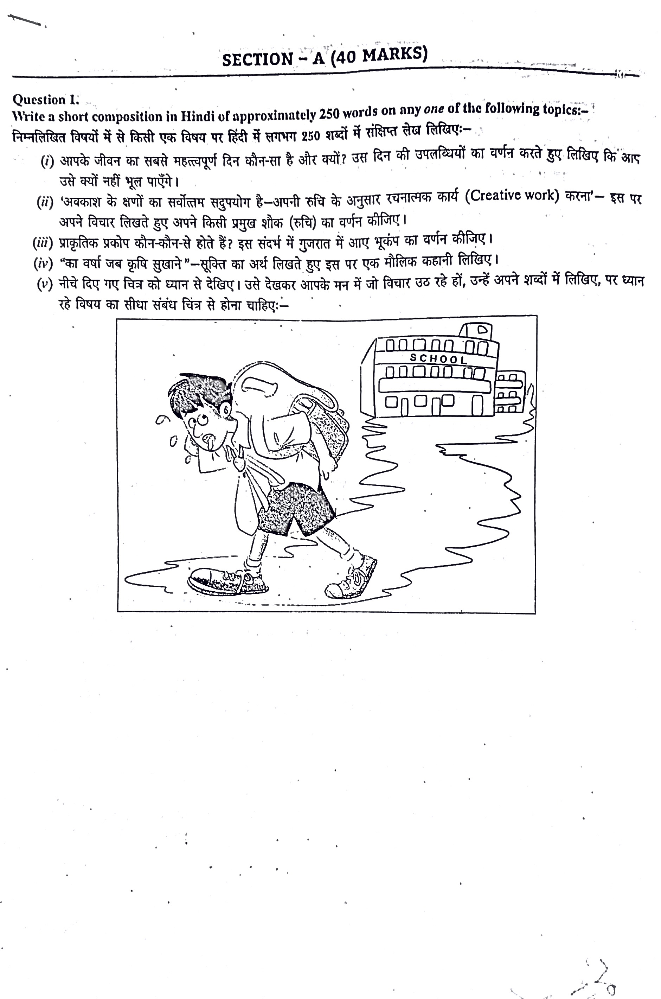 SECTION – A (40 MARKS)
Question 1.
Write a short composition in Hindi of approximately 250 words on any one of the following topics:–
निम्नलिखित विषयों में से किसी एक विषय पर हिंदी में लगभग 250 शब्दों में संक्षिप्त लेख लिखिएः–
(i) आपके जीवन का सबसे महत्त्वपूर्ण दिन कौन-सा है और क्यों? उस दिन की उपलब्धियों का वर्णन करते हुए लिखिए कि आप
उसे क्यों नहीं भूल पाएँगे।
(ii) ‘अवकाश के क्षणों का सर्वोत्तम सदुपयोग है–अपनी रुचि के अनुसार रचनात्मक कार्य (Creative work) करना’– इस पर
अपने विचार लिखते हुए अपने किसी प्रमुख शौक (रुचि) का वर्णन कीजिए।
(iii) प्राकृतिक प्रकोप कौन-कौन-से होते हैं? इस संदर्भ में गुजरात में आए भूकंप का वर्णन कीजिए।
(iv) “का वर्षा जब कृषि सुखाने”–सूक्ति का अर्थ लिखते हुए इस पर एक मौलिक कहानी लिखिए।
(v) नीचे दिए गए चित्र को ध्यान से देखिए। उसे देखकर आपके मन में जो विचार उठ रहे हों, उन्हें अपने शब्दों में लिखिए, पर ध्यान
रहे विषय का सीधा संबंध चित्र से होना चाहिएः–
SCHOOL